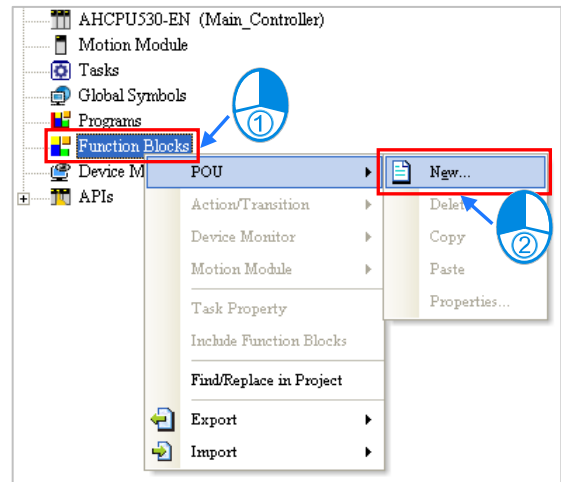 AHCPU530-EN (Main_Controller)
Motion Module
Tasks
Global Symbols
Programs
Function Blocks
Device M
APIs
POU
Action/Transition
Device Monitor
Motion Module
Task Property
Include Function Blocks
Find/Replace in Project
Export
Import
New...
Delet
Copy
Paste
Properties...
1
2